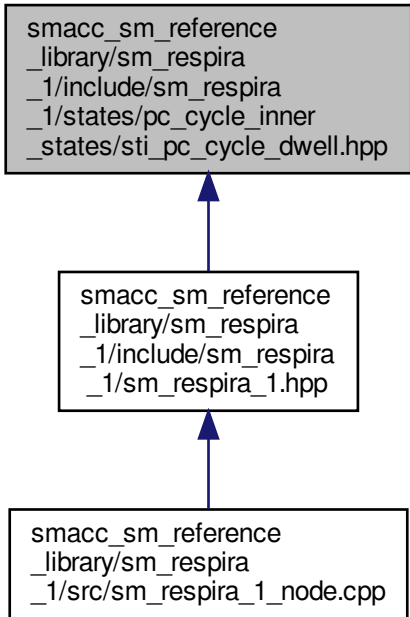 smacc_sm_reference
_library/sm_respira
_1/include/sm_respira
_1/states/pc_cycle_inner
_states/sti_pc_cycle_dwell.hpp
smacc_sm_reference
_library/sm_respira
_1/include/sm_respira
_1/sm_respira_1.hpp
smacc_sm_reference
_library/sm_respira
_1/src/sm_respira_1_node.cpp